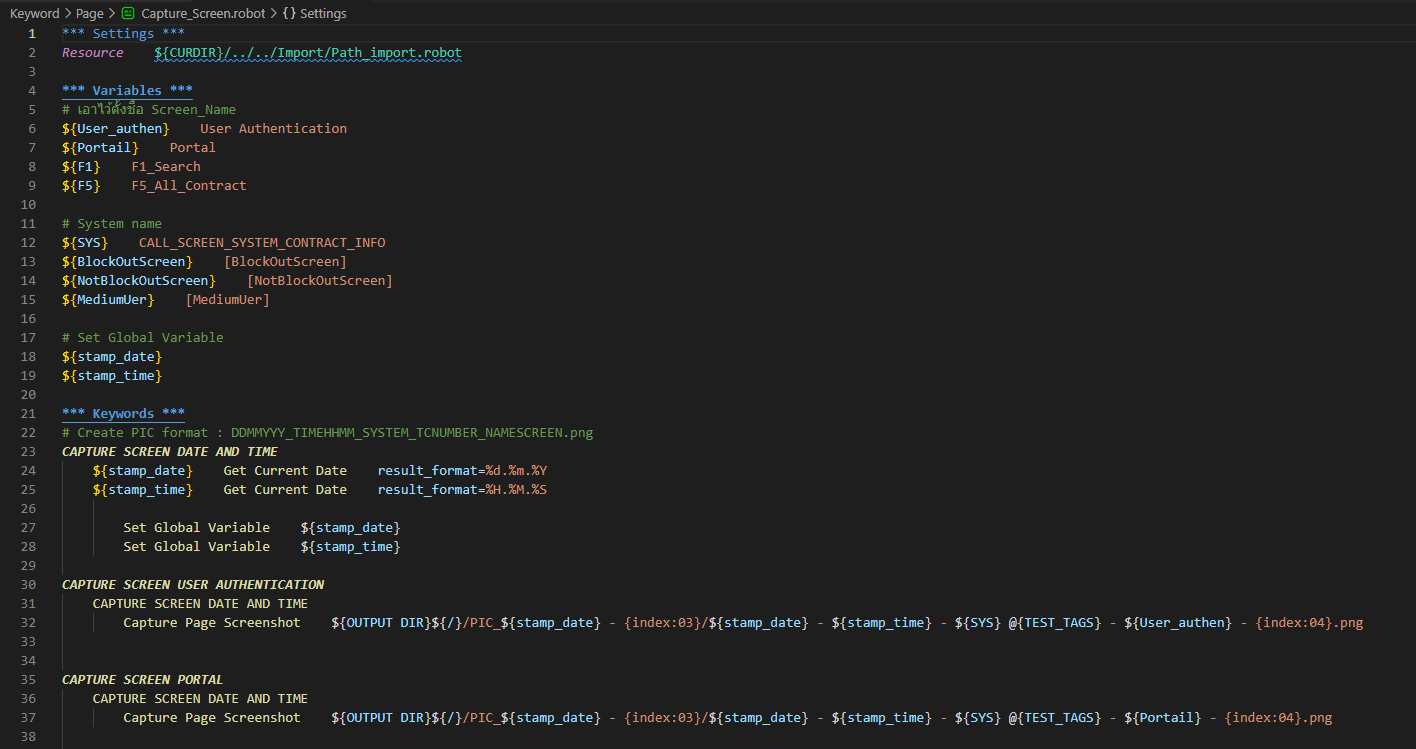 Keyword > Page > Capture_Screen.robot > {} Settings
1 *** Settings ***
2 Resource    ${CURDIR}/../../Import/Path_import.robot
3
4 *** Variables ***
5 # เอาไว้ตั้งชื่อ Screen_Name
6 ${User_authen}    User Authentication
7 ${Portail}    Portal
8 ${F1}    F1_Search
9 ${F5}    F5_All_Contract
10
11 # System name
12 ${SYS}    CALL_SCREEN_SYSTEM_CONTRACT_INFO
13 ${BlockOutScreen}    [BlockOutScreen]
14 ${NotBlockOutScreen}    [NotBlockOutScreen]
15 ${MediumUer}    [MediumUer]
16
17 # Set Global Variable
18 ${stamp_date}
19 ${stamp_time}
20
21 *** Keywords ***
22 # Create PIC format : DDMMYYY_TIMEHHMM_SYSTEM_TCNUMBER_NAMESCREEN.png
23 CAPTURE SCREEN DATE AND TIME
24     ${stamp_date}    Get Current Date    result_format=%d.%m.%Y
25     ${stamp_time}    Get Current Date    result_format=%H.%M.%S
26
27         Set Global Variable    ${stamp_date}
28         Set Global Variable    ${stamp_time}
29
30 CAPTURE SCREEN USER AUTHENTICATION
31     CAPTURE SCREEN DATE AND TIME
32         Capture Page Screenshot    ${OUTPUT DIR}${/}/PIC_${stamp_date} - {index:03}/${stamp_date} - ${stamp_time} - ${SYS} @{TEST_TAGS} - ${User_authen} - {index:04}.png
33
34
35 CAPTURE SCREEN PORTAL
36     CAPTURE SCREEN DATE AND TIME
37         Capture Page Screenshot    ${OUTPUT DIR}${/}/PIC_${stamp_date} - {index:03}/${stamp_date} - ${stamp_time} - ${SYS} @{TEST_TAGS} - ${Portail} - {index:04}.png
38